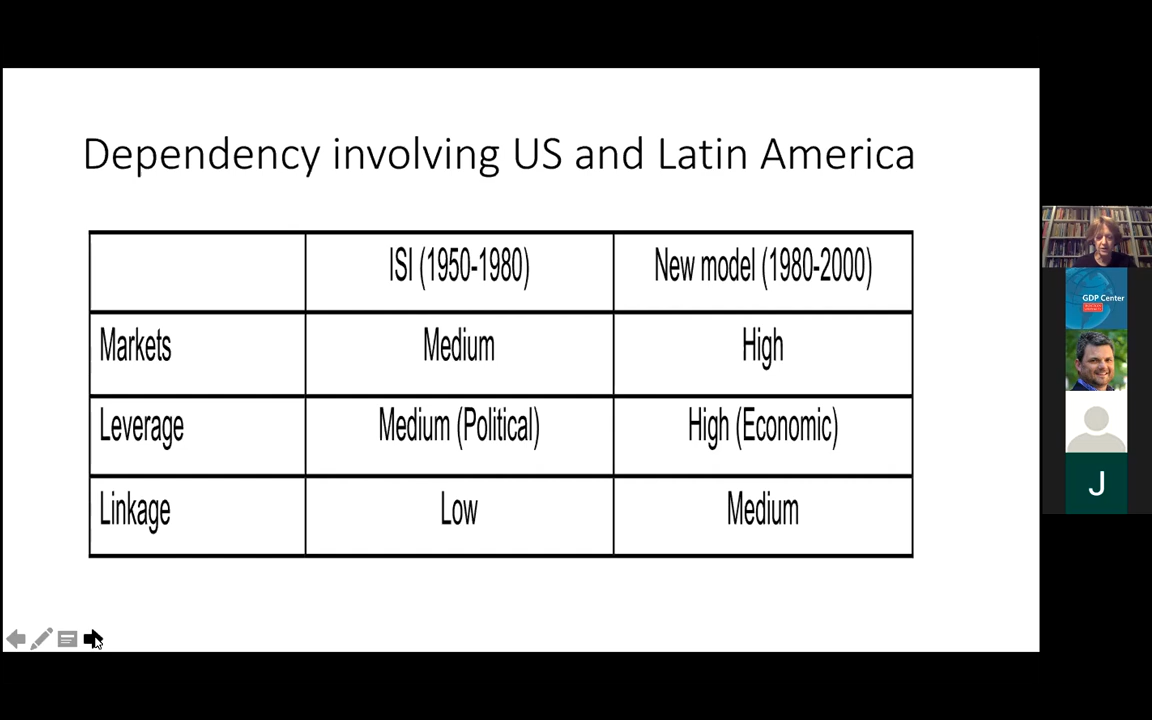 Dependency involving US and Latin America
ISI (1950-1980) New model (1980-2000)
Markets Medium High
Leverage Medium (Political) High (Economic)
Linkage Low Medium
GDP Center
J